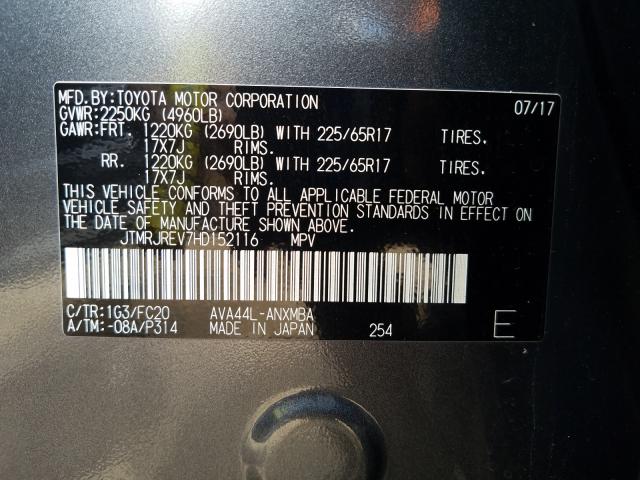 MFD.BY:TOYOTA MOTOR CORPORATION 07/17
GVWR:2250KG (4960LB)
GAWR:FRT. 1220KG (2690LB) WITH 225/65R17 TIRES.
17X7J RIMS.
RR. 1220KG (2690LB) WITH 225/65R17 TIRES.
17X7J RIMS.
THIS VEHICLE CONFORMS TO ALL APPLICABLE FEDERAL MOTOR
VEHICLE SAFETY AND THEFT PREVENTION STANDARDS IN EFFECT ON
THE DATE OF MANUFACTURE SHOWN ABOVE.
JTMRJREV7HD152116 MPV
C/TR:1G3/FC20 AVA44L-ANXMBA
A/TM:-08A/P314 MADE IN JAPAN 254 E